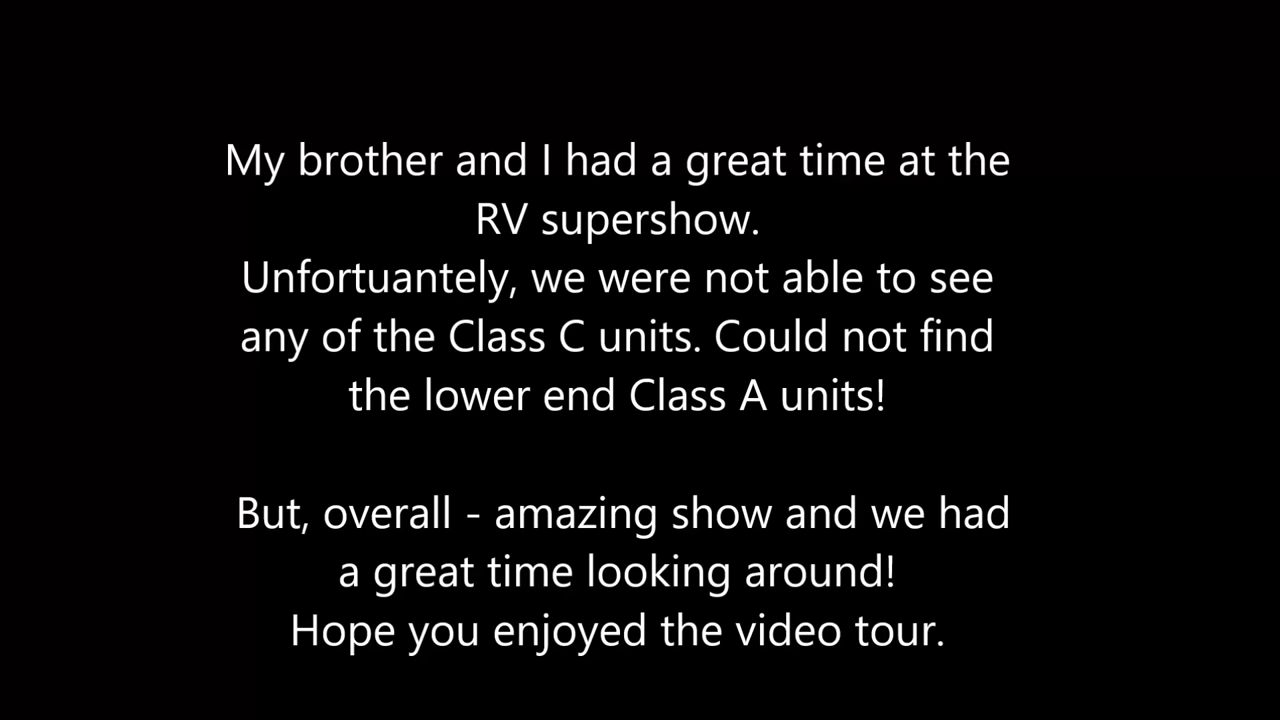 My brother and I had a great time at the
RV supershow.
Unfortuantely, we were not able to see
any of the Class C units. Could not find
the lower end Class A units!
But, overall - amazing show and we had
a great time looking around!
Hope you enjoyed the video tour.